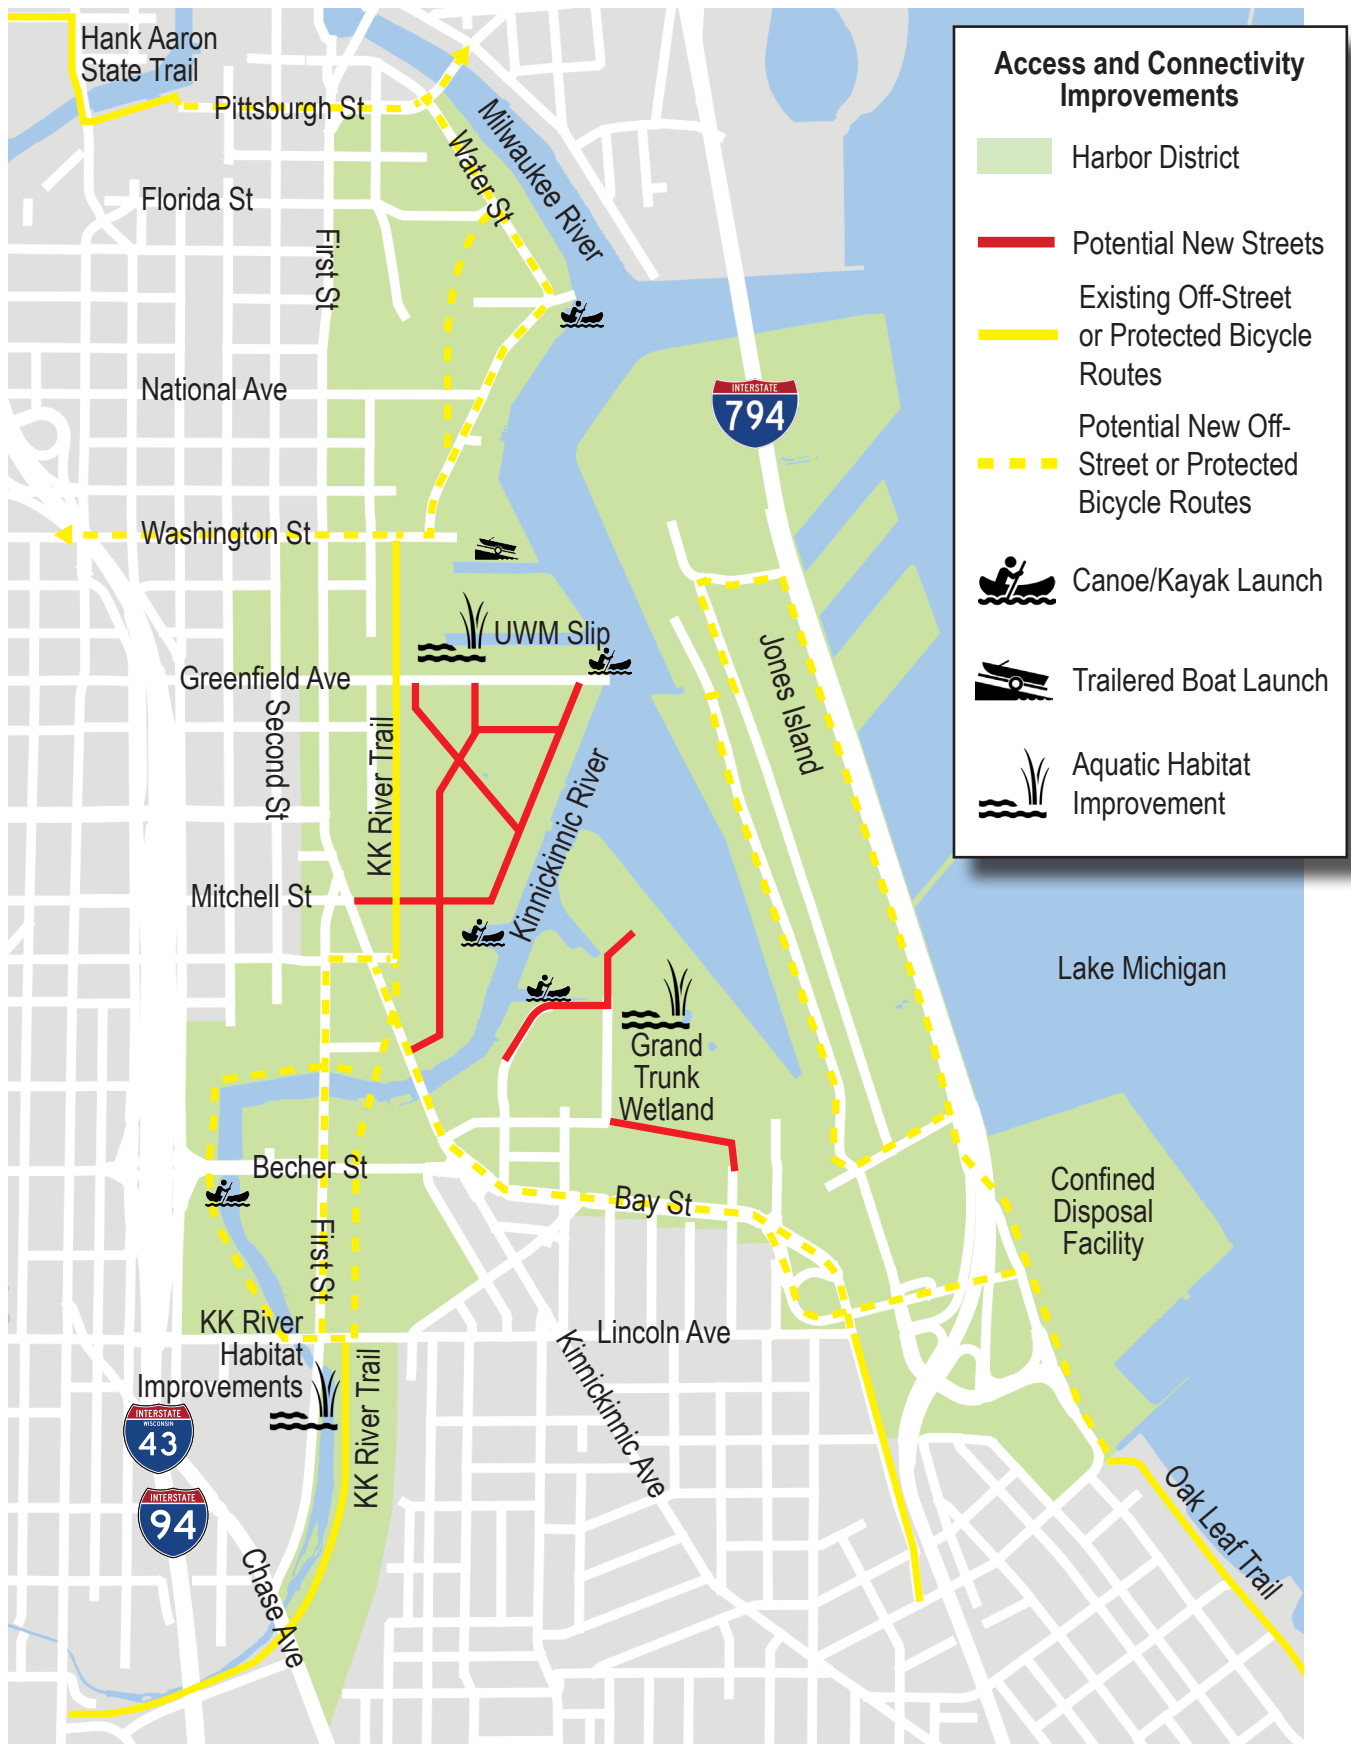 Hank Aaron
State Trail
Pittsburgh St
Milwaukee River
Water St
Florida St
First St
National Ave
INTERSTATE
794
Washington St
UWM Slip
Greenfield Ave
Second St
KK River Trail
Jones Island
Kinnickinnic River
Mitchell St
Lake Michigan
Grand
Trunk
Wetland
Becher St
Bay St
Confined
Disposal
Facility
First St
KK River
Habitat
Improvements
Lincoln Ave
Kinnickinnic Ave
KK River Trail
INTERSTATE
WISCONSIN
43
INTERSTATE
94
Chase Ave
Oak Leaf Trail
Access and Connectivity
Improvements
Harbor District
Potential New Streets
Existing Off-Street
or Protected Bicycle
Routes
Potential New Off-
Street or Protected
Bicycle Routes
Canoe/Kayak Launch
Trailered Boat Launch
Aquatic Habitat
Improvement